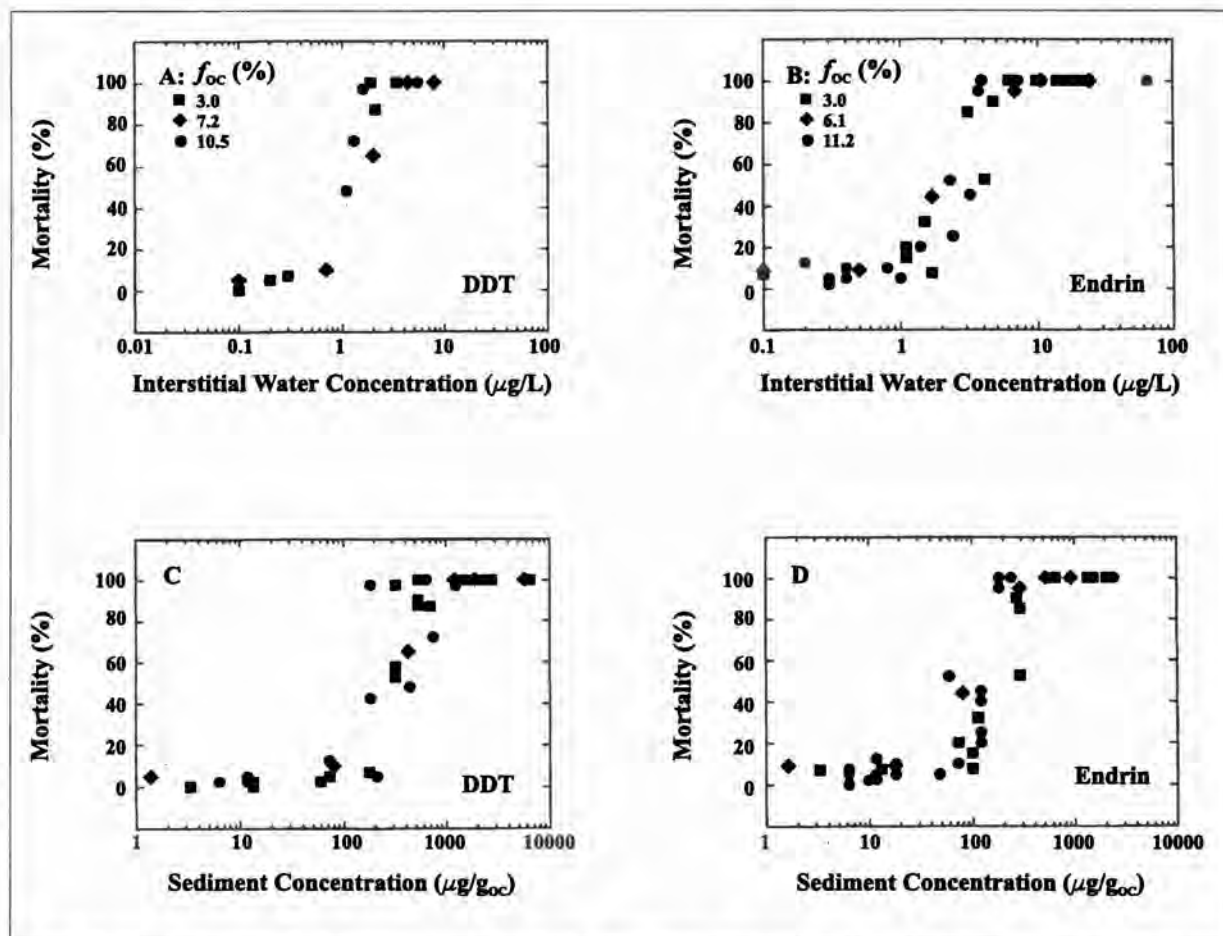 A: foc (%)
3.0
7.2
10.5
Mortality (%)
100
80
60
40
20
0
DDT
0.01 0.1 1 10 100
Interstitial Water Concentration (μg/L)
B: foc (%)
3.0
6.1
11.2
Mortality (%)
100
80
60
40
20
0
Endrin
0.1 1 10 100
Interstitial Water Concentration (μg/L)
C
Mortality (%)
100
80
60
40
20
0
DDT
1 10 100 1000 10000
Sediment Concentration (μg/goc)
D
Mortality (%)
100
80
60
40
20
0
Endrin
1 10 100 1000 10000
Sediment Concentration (μg/goc)